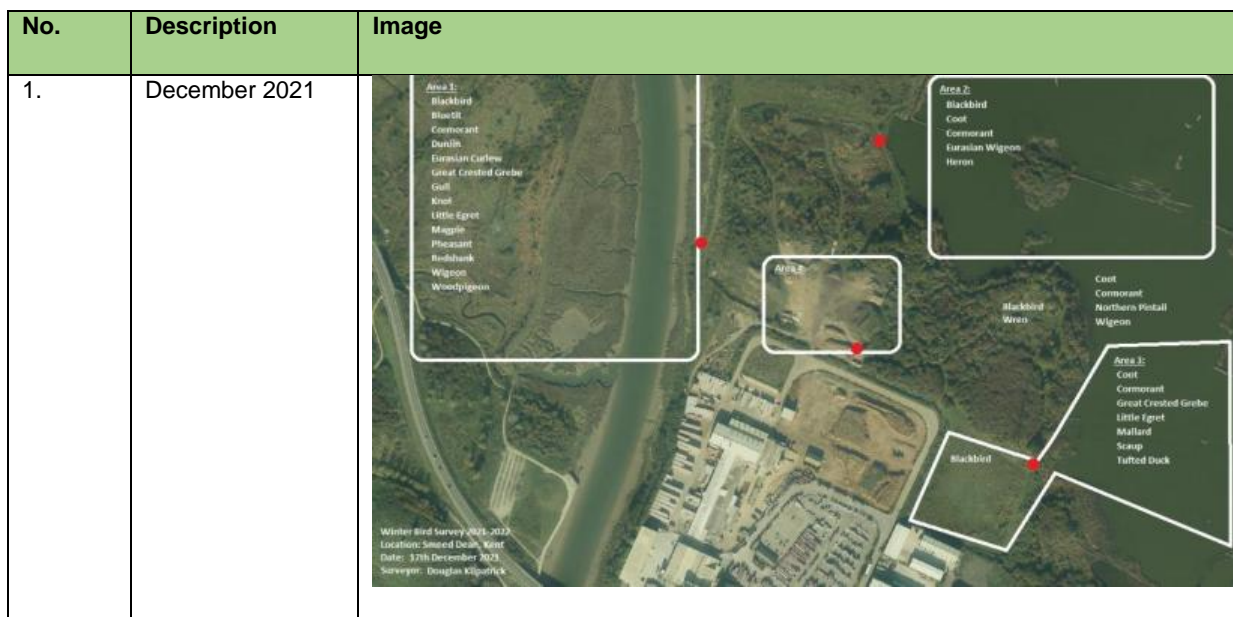 No.
Description
Image
1.
December 2021
Area 1:
Blackbird
Bluetit
Cormorant
Dunlin
Eurasian Curlew
Great Crested Grebe
Gull
Knot
Little Egret
Magpie
Pheasant
Redshank
Wigeon
Woodpigeon
Area 2:
Blackbird
Coot
Cormorant
Eurasian Wigeon
Heron
Area 4
Blackbird
Wren
Coot
Cormorant
Northern Pintail
Wigeon
Area 3:
Coot
Cormorant
Great Crested Grebe
Little Egret
Mallard
Scaup
Tufted Duck
Blackbird
Winter Bird Survey 2021-2022
Location: Smeed Dean, Kent
Date: 17th December 2021
Surveyor: Douglas Kilpatrick